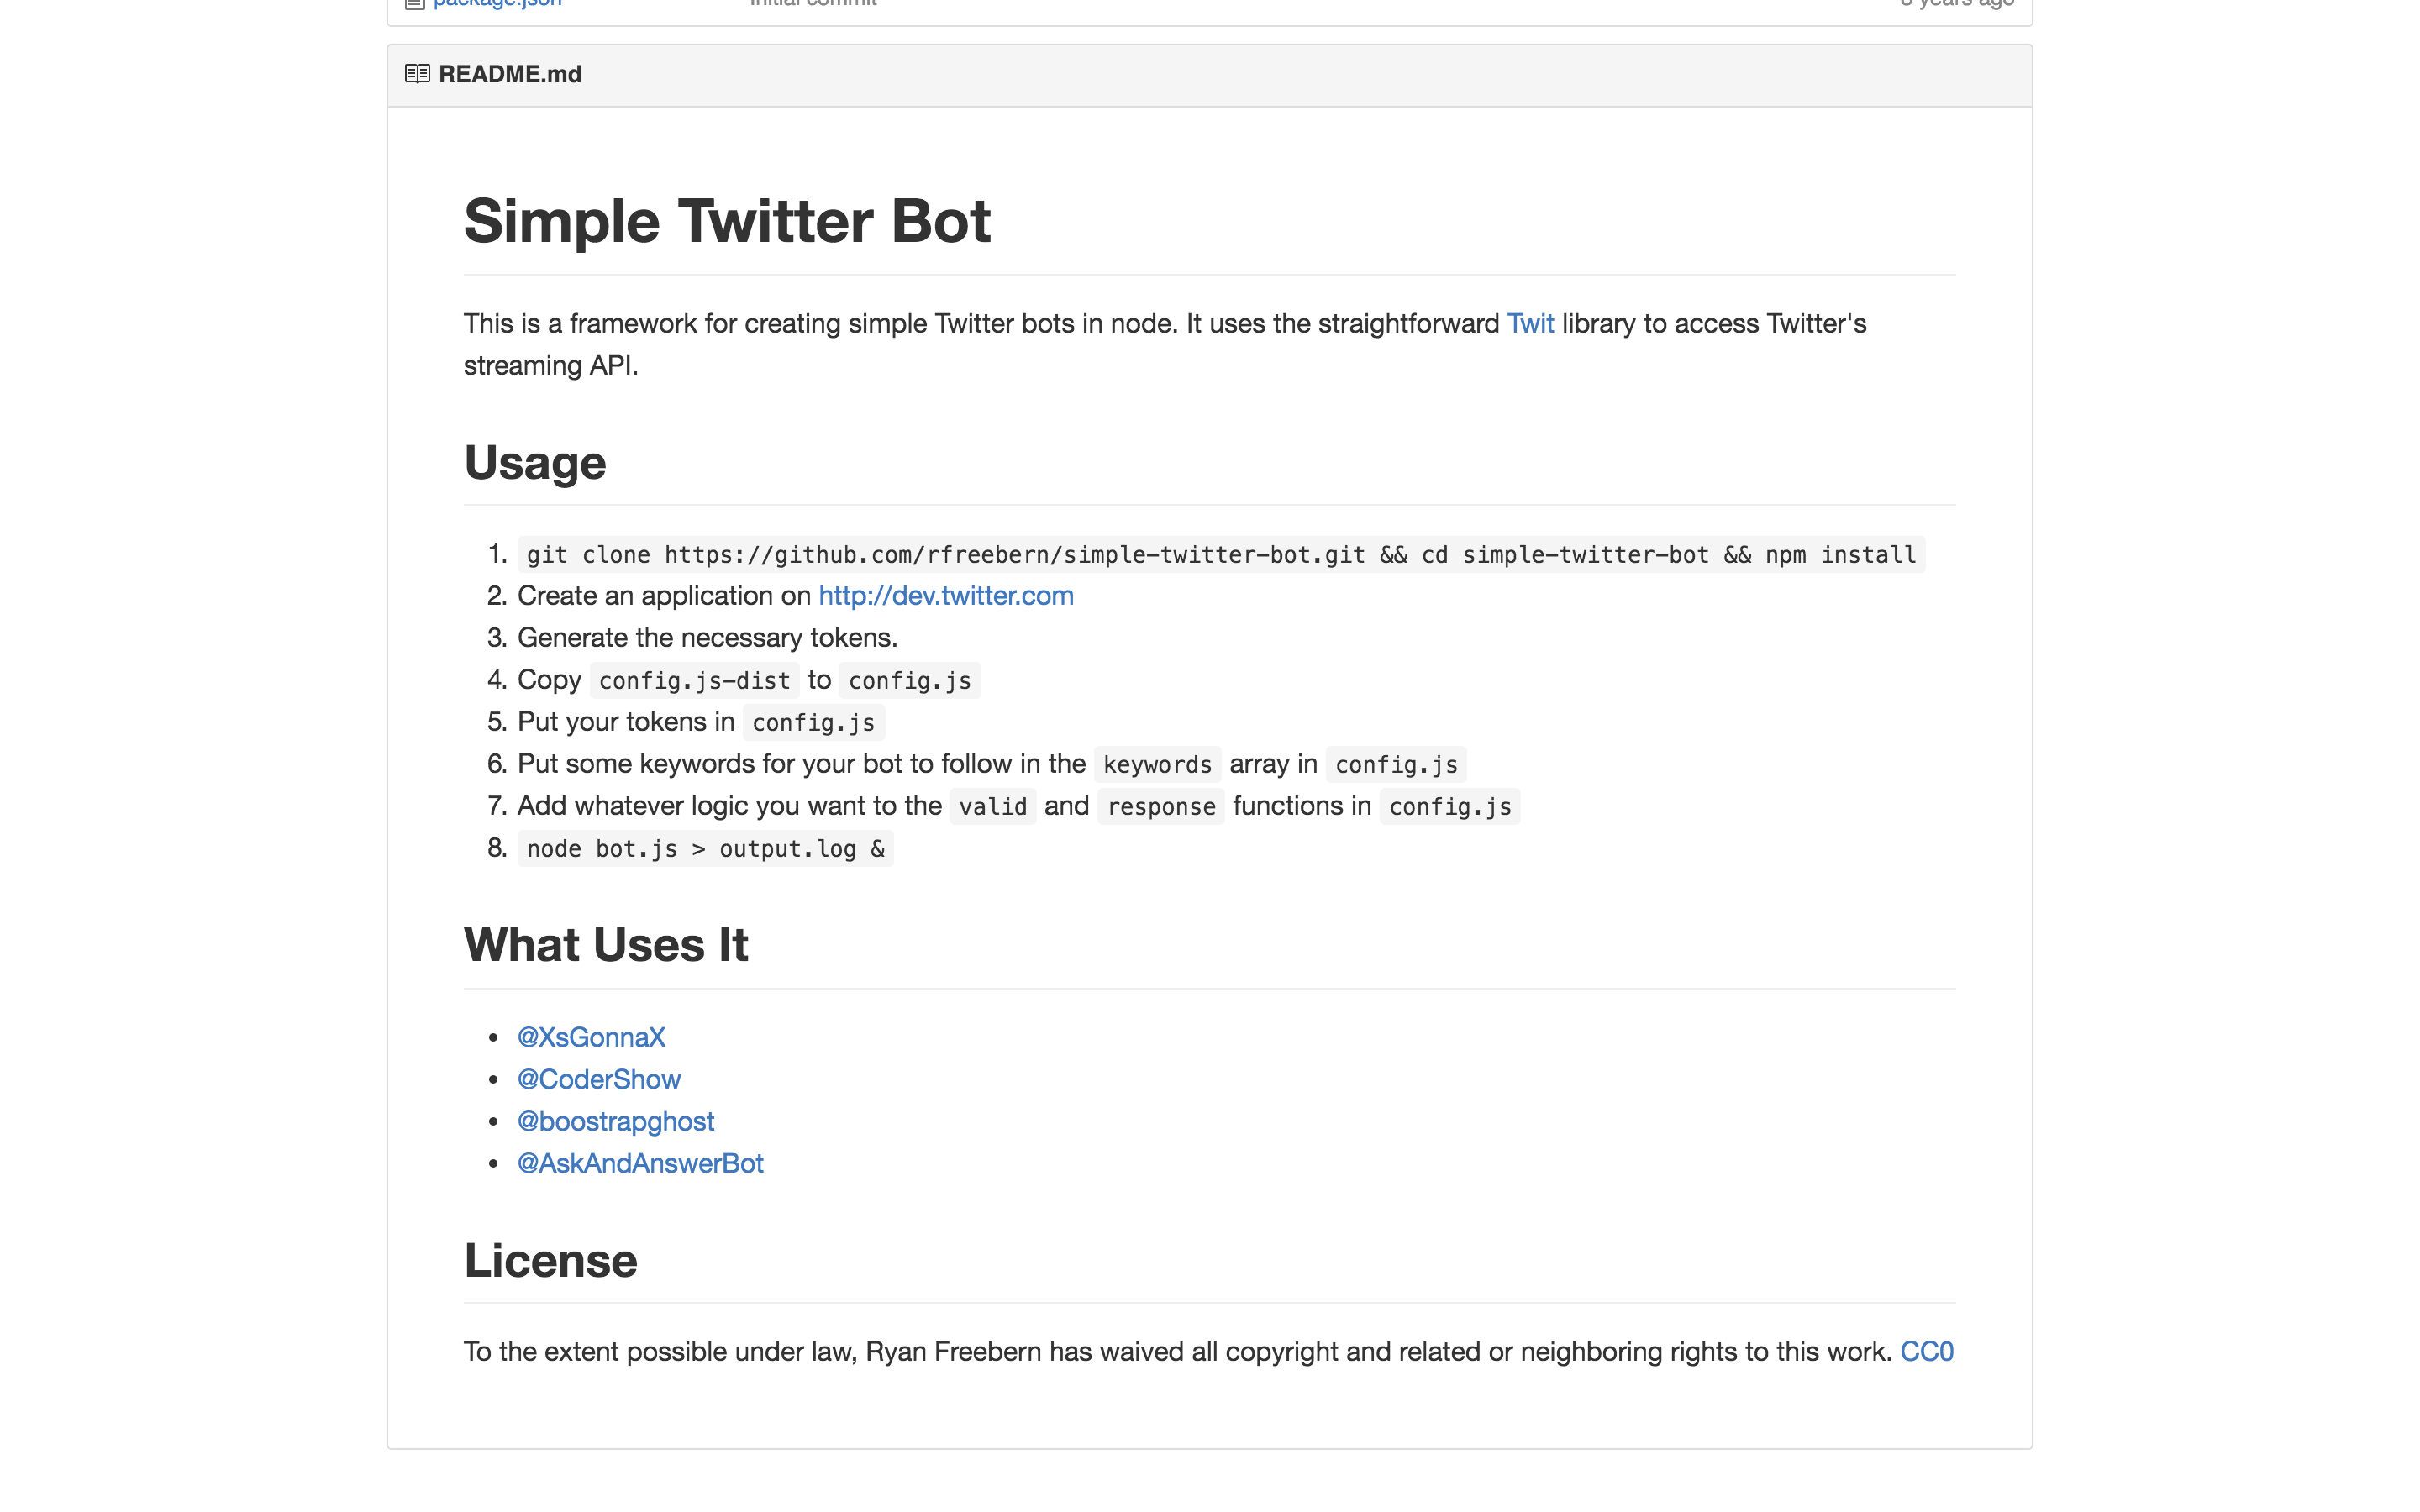 package.json Initial commit years ago
README.md
Simple Twitter Bot
This is a framework for creating simple Twitter bots in node. It uses the straightforward Twit library to access Twitter's
streaming API.
Usage
1. git clone https://github.com/rfreebern/simple-twitter-bot.git && cd simple-twitter-bot && npm install
2. Create an application on http://dev.twitter.com
3. Generate the necessary tokens.
4. Copy config.js-dist to config.js
5. Put your tokens in config.js
6. Put some keywords for your bot to follow in the keywords array in config.js
7. Add whatever logic you want to the valid and response functions in config.js
8. node bot.js > output.log &
What Uses It
• @XsGonnaX
• @CoderShow
• @boostrapghost
• @AskAndAnswerBot
License
To the extent possible under law, Ryan Freebern has waived all copyright and related or neighboring rights to this work. CC0